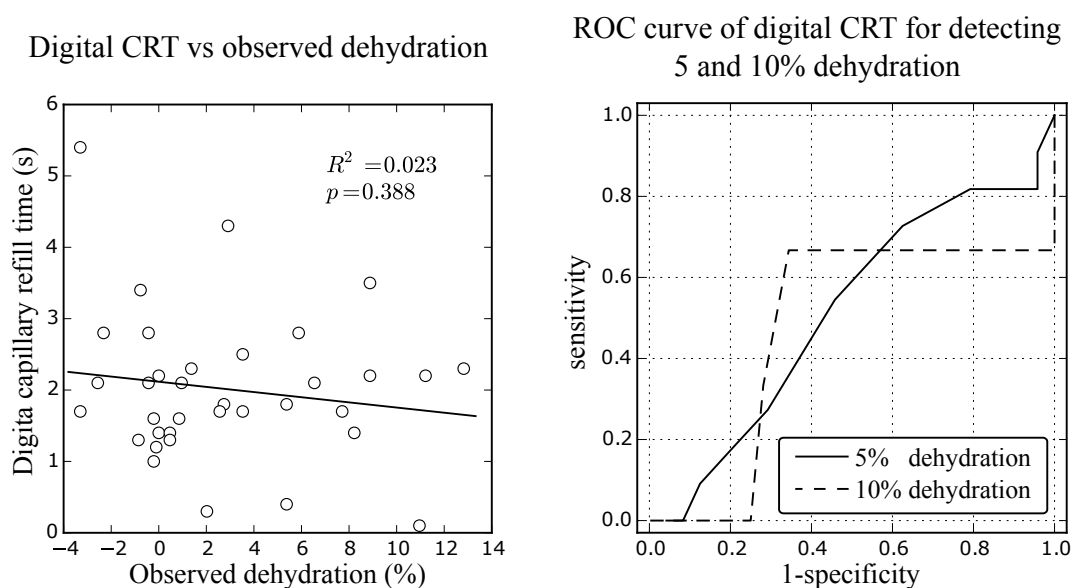 Digital CRT vs observed dehydration
6
5
4
3
2
1
0
−4
−2
0
2
4
6
8
10
12
14
Digita capillary refill time (s)
Observed dehydration (%)
R² =0.023
p=0.388
ROC curve of digital CRT for detecting
5 and 10% dehydration
1.0
0.8
0.6
0.4
0.2
0.0
0.0
0.2
0.4
0.6
0.8
1.0
sensitivity
1-specificity
5% dehydration
10% dehydration